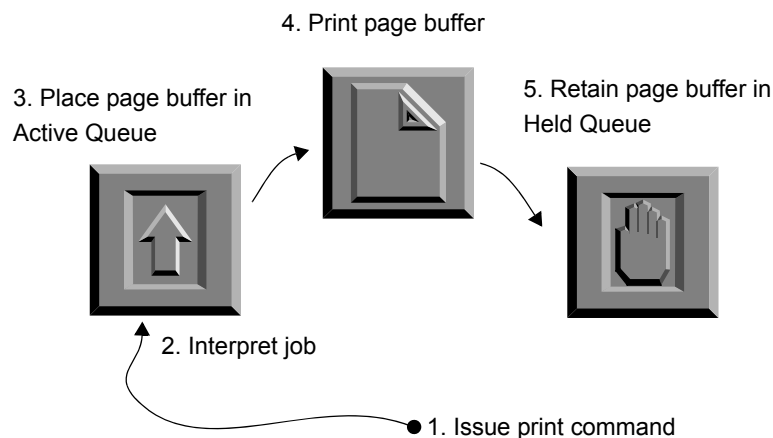 4. Print page buffer
3. Place page buffer in
Active Queue
5. Retain page buffer in
Held Queue
2. Interpret job
1. Issue print command